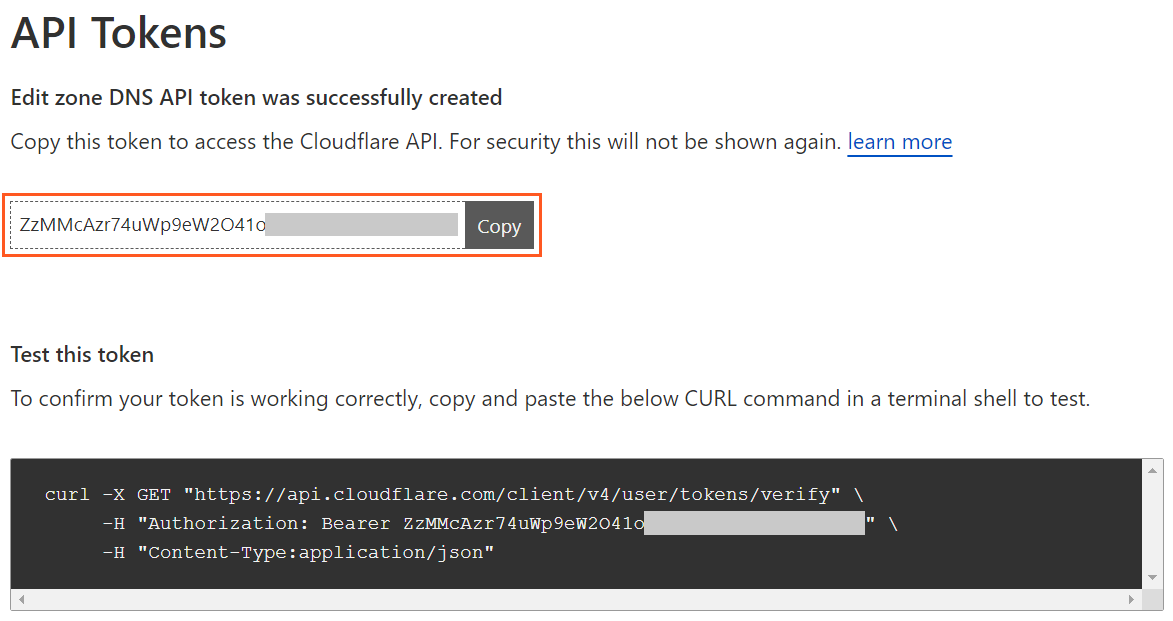 API Tokens
Edit zone DNS API token was successfully created
Copy this token to access the Cloudflare API. For security this will not be shown again. learn more
ZzMMcAzr74uWp9eW2O41o Copy
Test this token
To confirm your token is working correctly, copy and paste the below CURL command in a terminal shell to test.
curl -X GET "https://api.cloudflare.com/client/v4/user/tokens/verify" \
-H "Authorization: Bearer ZzMMcAzr74uWp9eW2O41o" \
-H "Content-Type:application/json"